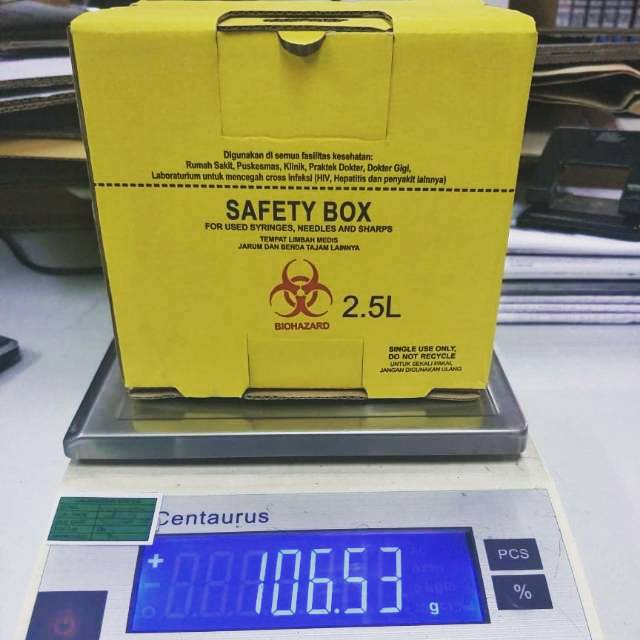 Digunakan di semua fasilitas kesehatan:
Rumah Sakit, Puskesmas, Klinik, Praktek Dokter, Dokter Gigi,
Laboratorium untuk mencegah cross infeksi (HIV, Hepatitis dan penyakit lainnya)
SAFETY BOX
FOR USED SYRINGES, NEEDLES AND SHARPS
TEMPAT LIMBAH MEDIS
JARUM DAN BENDA TAJAM LAINNYA
2.5L
BIOHAZARD
SINGLE USE ONLY,
DO NOT RECYCLE
UNTUK SEKALI PAKAI,
JANGAN DIGUNAKAN ULANG
Centaurus
106.53 g
PCS
%